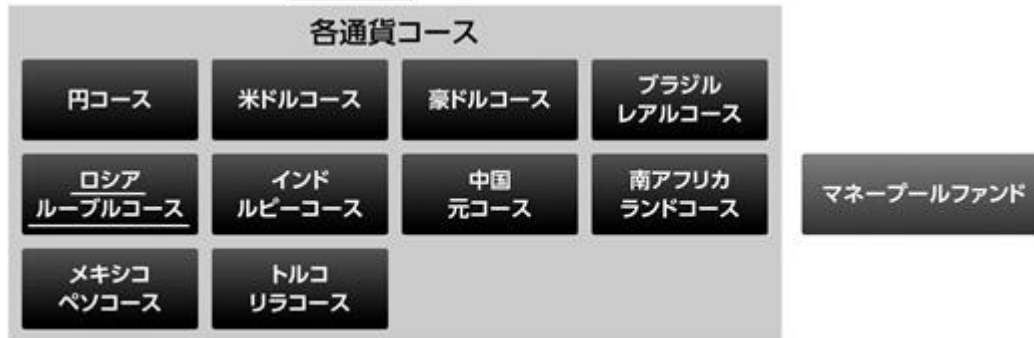 各通貨コース
円コース
米ドルコース
豪ドルコース
ブラジル
レアルコース
ロシア
ルーブルコース
インド
ルピーコース
中国
元コース
南アフリカ
ランドコース
マネープールファンド
メキシコ
ペソコース
トルコ
リラコース